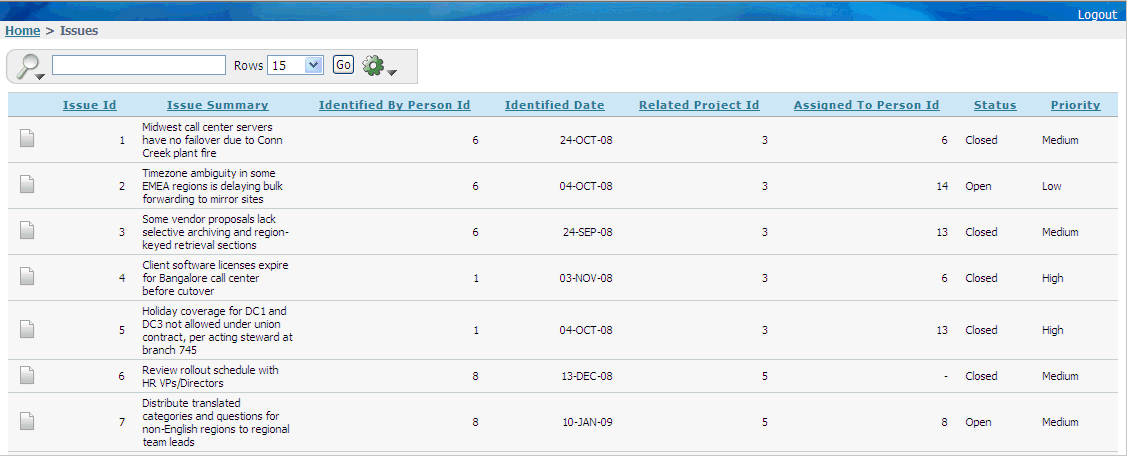 Logout
Home > Issues
Rows 15 Go
Issue Id Issue Summary Identified By Person Id Identified Date Related Project Id Assigned To Person Id Status Priority
Midwest call center servers
1 have no failover due to Conn 6 24-OCT-08 3 6 Closed Medium
Creek plant fire
Timezone ambiguity in some
2 EMEA regions is delaying bulk 6 04-OCT-08 3 14 Open Low
forwarding to mirror sites
Some vendor proposals lack
3 selective archiving and region- 6 24-SEP-08 3 13 Closed Medium
keyed retrieval sections
Client software licenses expire
4 for Bangalore call center 1 03-NOV-08 3 6 Closed High
before cutover
Holiday coverage for DC1 and
DC3 not allowed under union
5 contract, per acting steward at 1 04-OCT-08 3 13 Closed High
branch 745
Review rollout schedule with
6 HR VPs/Directors 8 13-DEC-08 5 - Closed Medium
Distribute translated
categories and questions for
7 non-English regions to regional 8 10-JAN-09 5 8 Open Medium
team leads